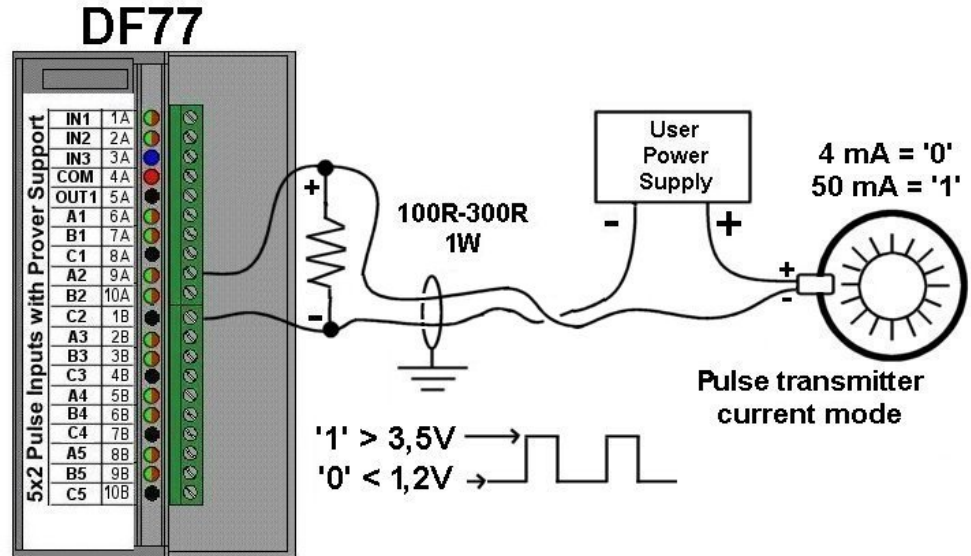 DF77
5x2 Pulse Inputs with Prover Support
IN1 1A
IN2 2A
IN3 3A
COM 4A
OUT1 5A
A1 6A
B1 7A
C1 8A
A2 9A
B2 10A
C2 1B
A3 2B
B3 3B
C3 4B
A4 5B
B4 6B
C4 7B
A5 8B
B5 9B
C5 10B
+
-
100R-300R
1W
User
Power
Supply
- +
4 mA = '0'
50 mA = '1'
+
-
Pulse transmitter
current mode
'1' > 3,5V
'0' < 1,2V